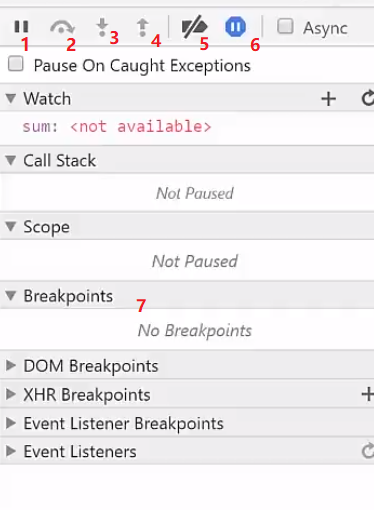 Async
1 2 3 4 5 6
Pause On Caught Exceptions
Watch
sum: <not available>
Call Stack
Not Paused
Scope
Not Paused
Breakpoints
7
No Breakpoints
DOM Breakpoints
XHR Breakpoints
Event Listener Breakpoints
Event Listeners